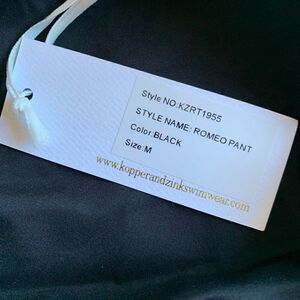 Style NO:KZRT1955
STYLE NAME: ROMEO PANT
Color:BLACK
Size:M
www.kopperandzinkswimwear.com